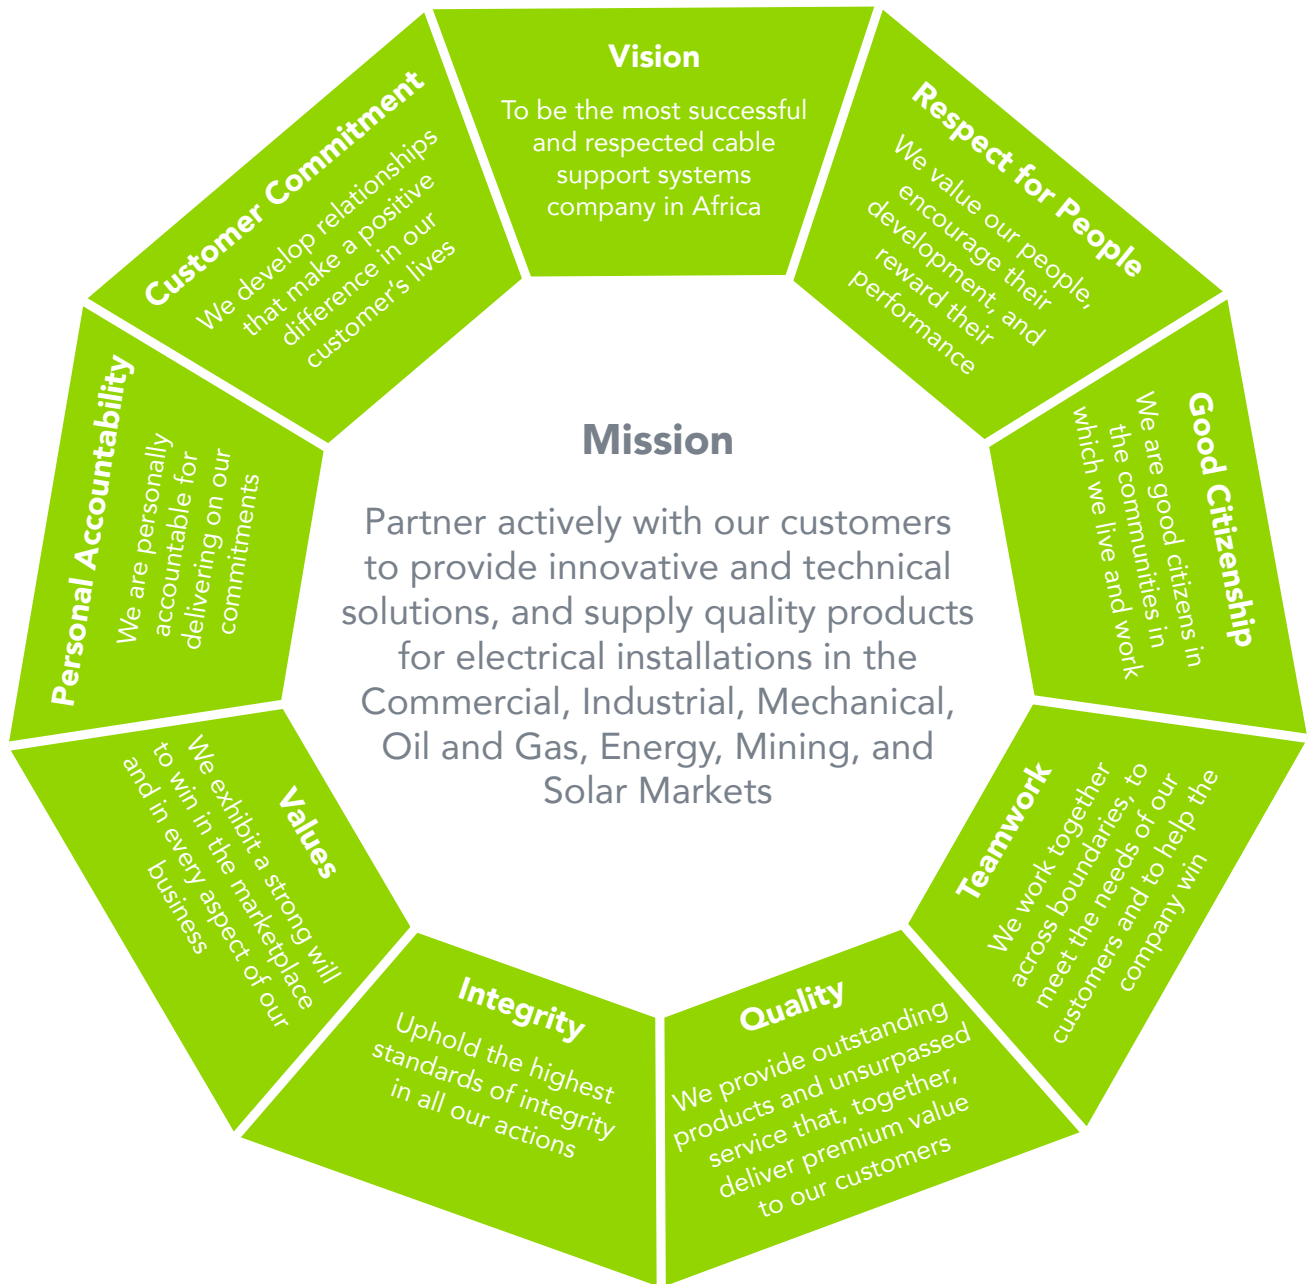 Vision
To be the most successful
and respected cable
support systems
company in Africa
Respect for People
We value our people,
encourage their
development, and
reward their
performance
Good Citizenship
We are good citizens in
the communities in
which we live and work
Teamwork
We work together
across boundaries, to
meet the needs of our
customers and to help the
company win
Quality
We provide outstanding
products and unsurpassed
service that, together,
deliver premium value
to our customers
Integrity
Uphold the highest
standards of integrity
in all our actions
Values
We exhibit a strong will
to win in the marketplace
and in every aspect of our
business
Personal Accountability
We are personally
accountable for
delivering on our
commitments
Customer Commitment
We develop relationships
that make a positive
difference in our
customer's lives
Mission
Partner actively with our customers
to provide innovative and technical
solutions, and supply quality products
for electrical installations in the
Commercial, Industrial, Mechanical,
Oil and Gas, Energy, Mining, and
Solar Markets